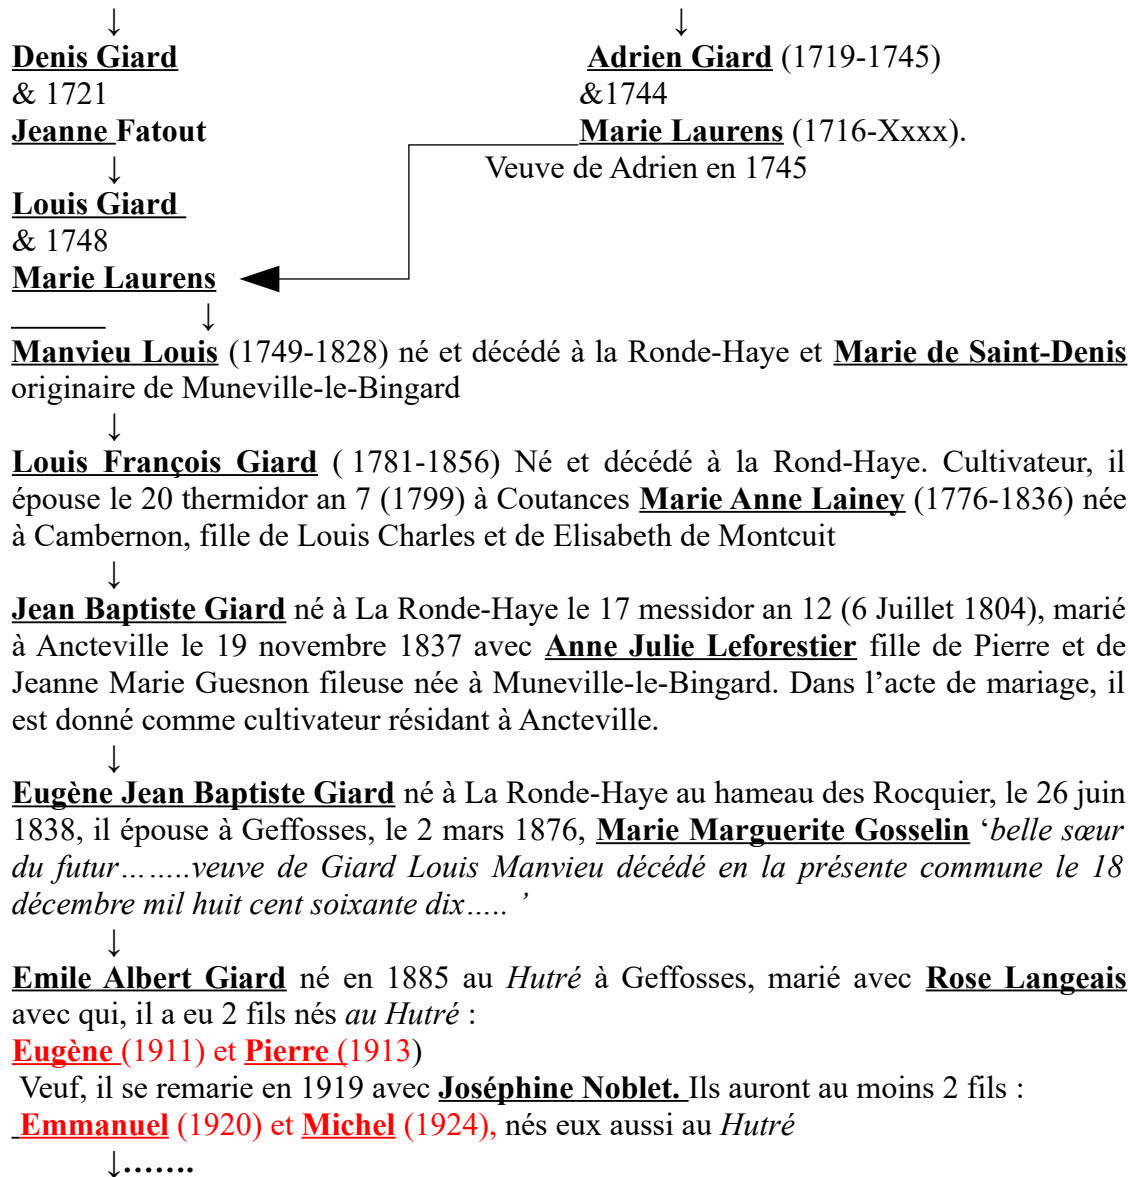 ↓ ↓
Denis Giard Adrien Giard (1719-1745)
& 1721 &1744
Jeanne Fatout Marie Laurens (1716-Xxxx).
↓ Veuve de Adrien en 1745
Louis Giard
& 1748
Marie Laurens
↓
Manvieu Louis (1749-1828) né et décédé à la Ronde-Haye et Marie de Saint-Denis
originaire de Muneville-le-Bingard
↓
Louis François Giard ( 1781-1856) Né et décédé à la Rond-Haye. Cultivateur, il
épouse le 20 thermidor an 7 (1799) à Coutances Marie Anne Lainey (1776-1836) née
à Cambernon, fille de Louis Charles et de Elisabeth de Montcuit
↓
Jean Baptiste Giard né à La Ronde-Haye le 17 messidor an 12 (6 Juillet 1804), marié
à Ancteville le 19 novembre 1837 avec Anne Julie Leforestier fille de Pierre et de
Jeanne Marie Guesnon fileuse née à Muneville-le-Bingard. Dans l’acte de mariage, il
est donné comme cultivateur résidant à Ancteville.
↓
Eugène Jean Baptiste Giard né à La Ronde-Haye au hameau des Rocquier, le 26 juin
1838, il épouse à Geffosses, le 2 mars 1876, Marie Marguerite Gosselin ‘belle sœur
du futur……..veuve de Giard Louis Manvieu décédé en la présente commune le 18
décembre mil huit cent soixante dix….. ’
↓
Emile Albert Giard né en 1885 au Hutré à Geffosses, marié avec Rose Langeais
avec qui, il a eu 2 fils nés au Hutré :
Eugène (1911) et Pierre (1913)
Veuf, il se remarie en 1919 avec Joséphine Noblet. Ils auront au moins 2 fils :
Emmanuel (1920) et Michel (1924), nés eux aussi au Hutré
↓…….